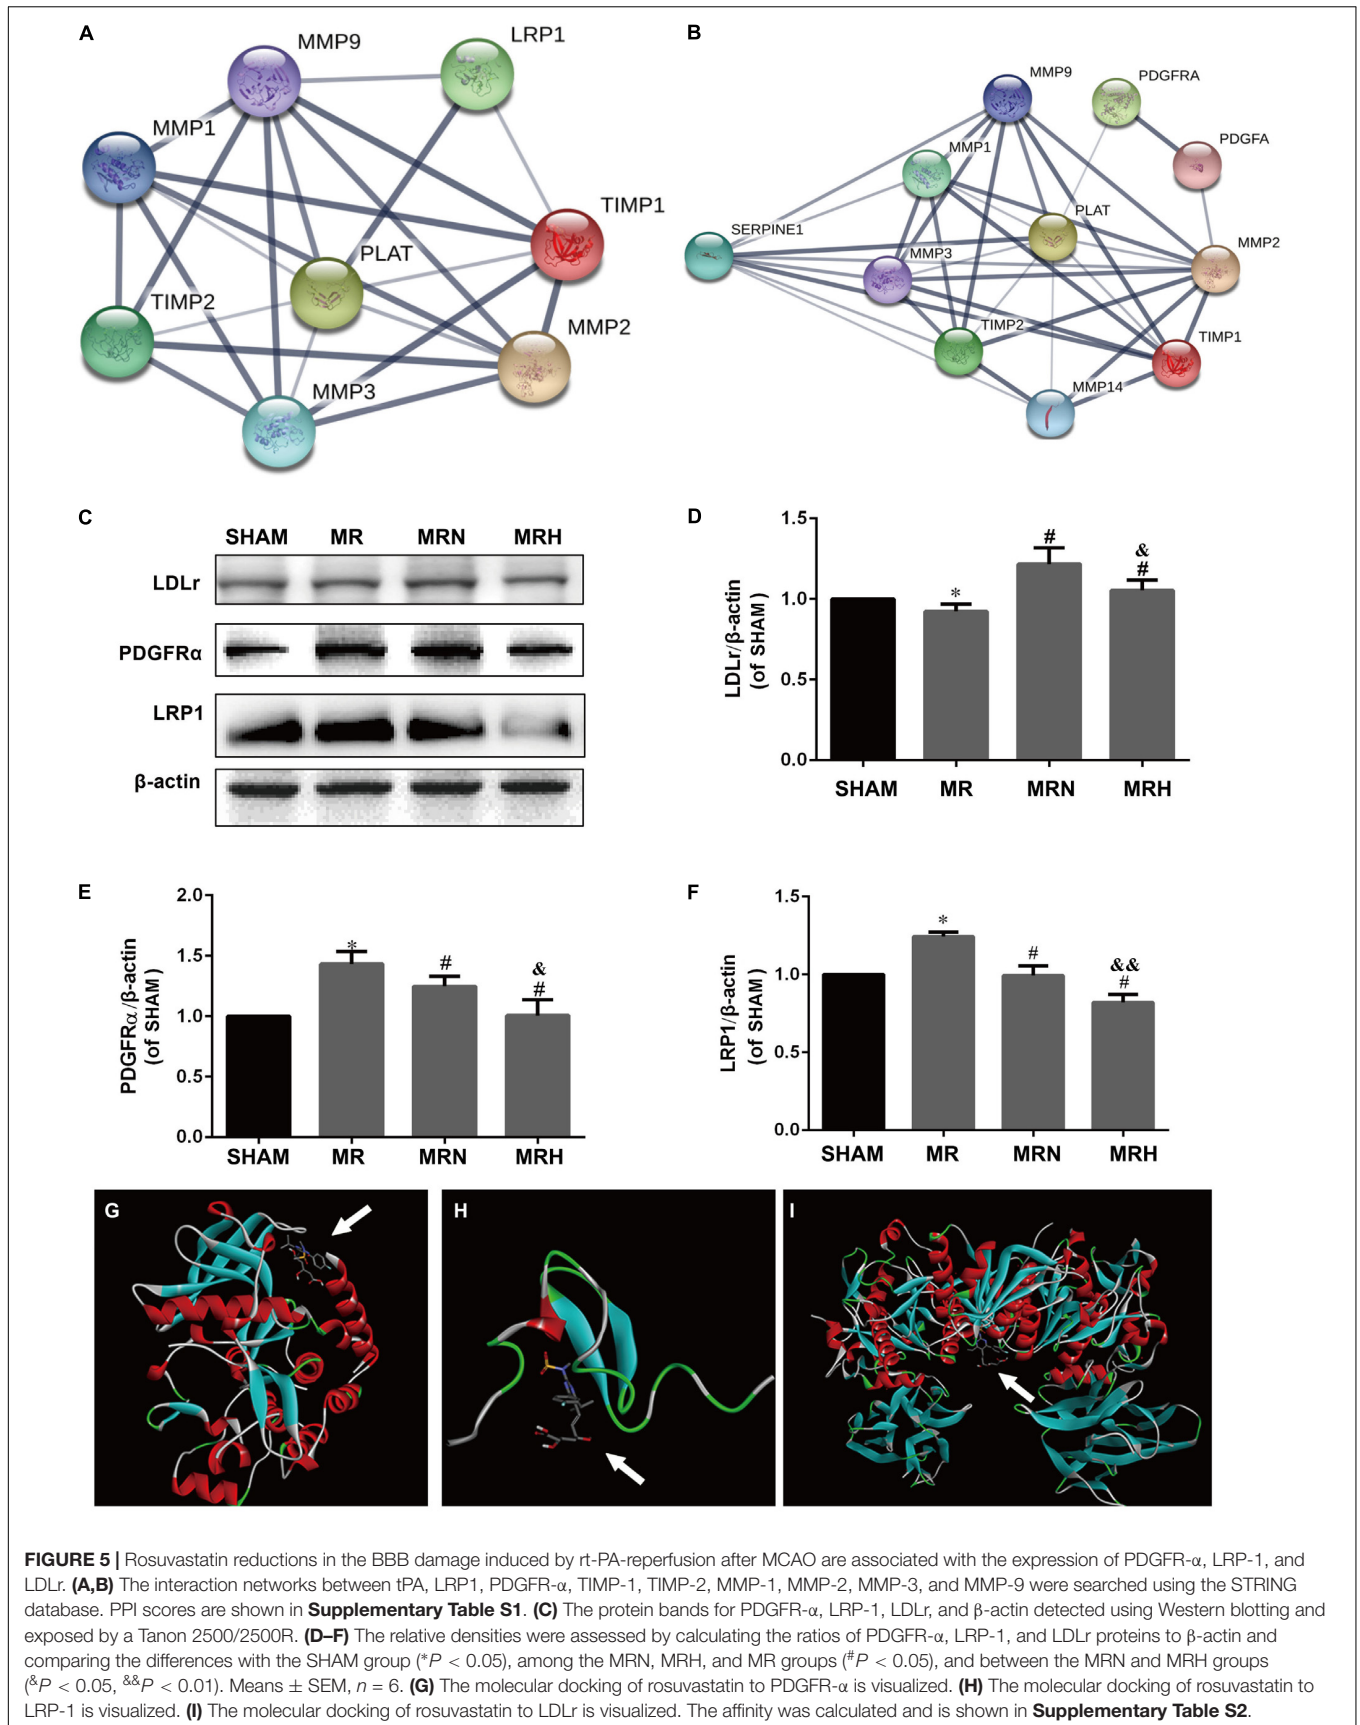 A
MMP9
LRP1
MMP1
TIMP1
PLAT
TIMP2
MMP2
MMP3
B
MMP9
PDGFRA
PDGFA
MMP1
PLAT
SERPINE1
MMP3
MMP2
TIMP2
TIMP1
MMP14
C
SHAM MR MRN MRH
LDLr
PDGFRα
LRP1
β-actin
D
LDLr/β-actin
(of SHAM)
1.5
1.0
0.5
0.0
*
#
&
#
SHAM MR MRN MRH
E
PDGFRα/β-actin
(of SHAM)
2.0
1.5
1.0
0.5
0.0
*
#
&
#
SHAM MR MRN MRH
F
LRP1/β-actin
(of SHAM)
1.5
1.0
0.5
0.0
*
#
&&
#
SHAM MR MRN MRH
G
H
I
FIGURE 5 | Rosuvastatin reductions in the BBB damage induced by rt-PA-reperfusion after MCAO are associated with the expression of PDGFR-α, LRP-1, and
LDLr. (A,B) The interaction networks between tPA, LRP1, PDGFR-α, TIMP-1, TIMP-2, MMP-1, MMP-2, MMP-3, and MMP-9 were searched using the STRING
database. PPI scores are shown in Supplementary Table S1. (C) The protein bands for PDGFR-α, LRP-1, LDLr, and β-actin detected using Western blotting and
exposed by a Tanon 2500/2500R. (D–F) The relative densities were assessed by calculating the ratios of PDGFR-α, LRP-1, and LDLr proteins to β-actin and
comparing the differences with the SHAM group (*P < 0.05), among the MRN, MRH, and MR groups (#P < 0.05), and between the MRN and MRH groups
(&P < 0.05, &&P < 0.01). Means ± SEM, n = 6. (G) The molecular docking of rosuvastatin to PDGFR-α is visualized. (H) The molecular docking of rosuvastatin to
LRP-1 is visualized. (I) The molecular docking of rosuvastatin to LDLr is visualized. The affinity was calculated and is shown in Supplementary Table S2.